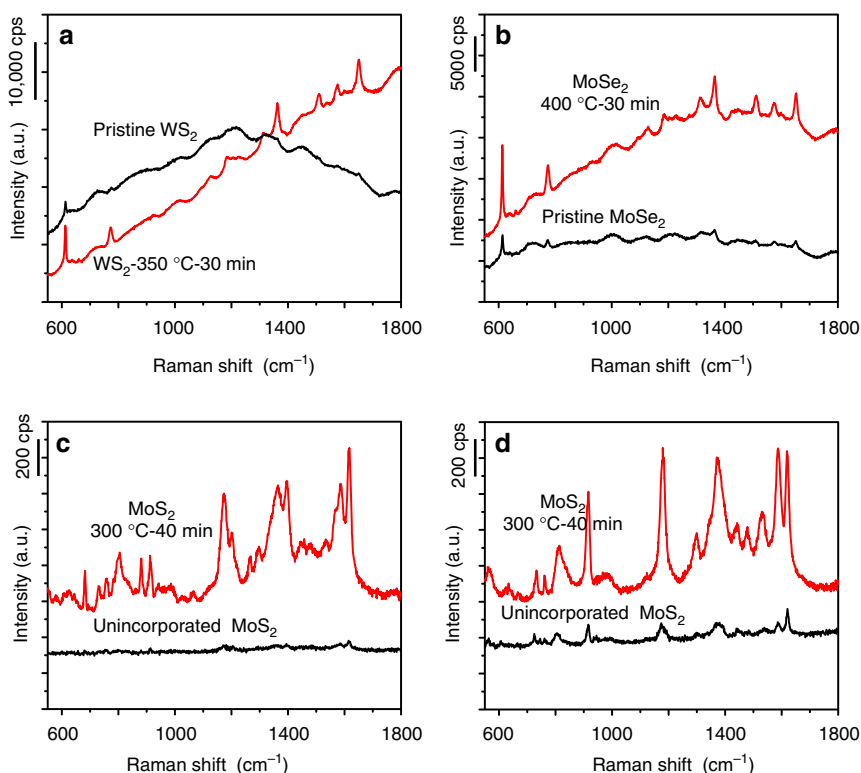 a
10,000 cps
Intensity (a.u.)
Pristine WS₂
WS₂-350 °C-30 min
600 1000 1400 1800
Raman shift (cm⁻¹)
b
5000 cps
Intensity (a.u.)
MoSe₂
400 °C-30 min
Pristine MoSe₂
600 1000 1400 1800
Raman shift (cm⁻¹)
c
200 cps
Intensity (a.u.)
MoS₂
300 °C-40 min
Unincorporated MoS₂
600 1000 1400 1800
Raman shift (cm⁻¹)
d
200 cps
Intensity (a.u.)
MoS₂
300 °C-40 min
Unincorporated MoS₂
600 1000 1400 1800
Raman shift (cm⁻¹)